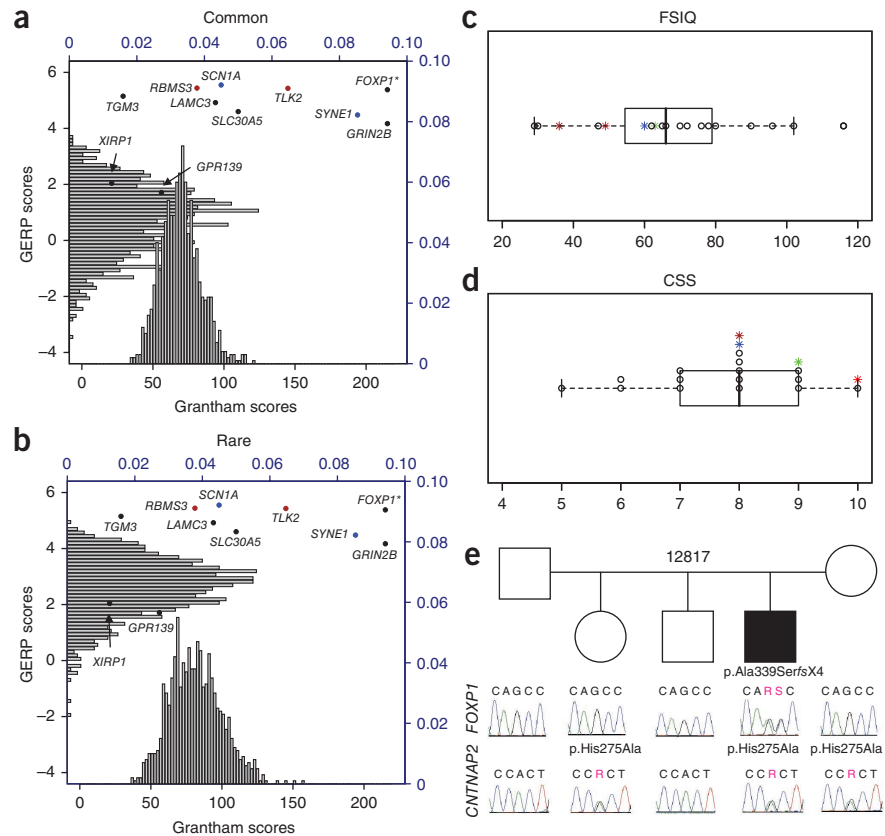 a
Common
0 0.02 0.04 0.06 0.08 0.10
6 4 2 0 −2 −4
GERP scores
0.10 0.08 0.06 0.04 0.02 0
SCN1A
RBMS3
FOXP1*
TGM3
LAMC3
TLK2
SLC30A5
SYNE1
GRIN2B
XIRP1
GPR139
0 50 100 150 200
Grantham scores
b
Rare
0 0.02 0.04 0.06 0.08 0.10
6 4 2 0 −2 −4
GERP scores
0.10 0.08 0.06 0.04 0.02 0
SCN1A
RBMS3
FOXP1*
TGM3
LAMC3
TLK2
SLC30A5
SYNE1
GRIN2B
GPR139
XIRP1
0 50 100 150 200
Grantham scores
c
FSIQ
20 40 60 80 100 120
d
CSS
4 5 6 7 8 9 10
e
12817
p.Ala339SerfsX4
FOXP1
CAGCC CAGCC CAGCC CARSC CAGCC
p.His275Ala p.His275Ala p.His275Ala
CNTNAP2
CCACT CCRCT CCACT CCRCT CCRCT